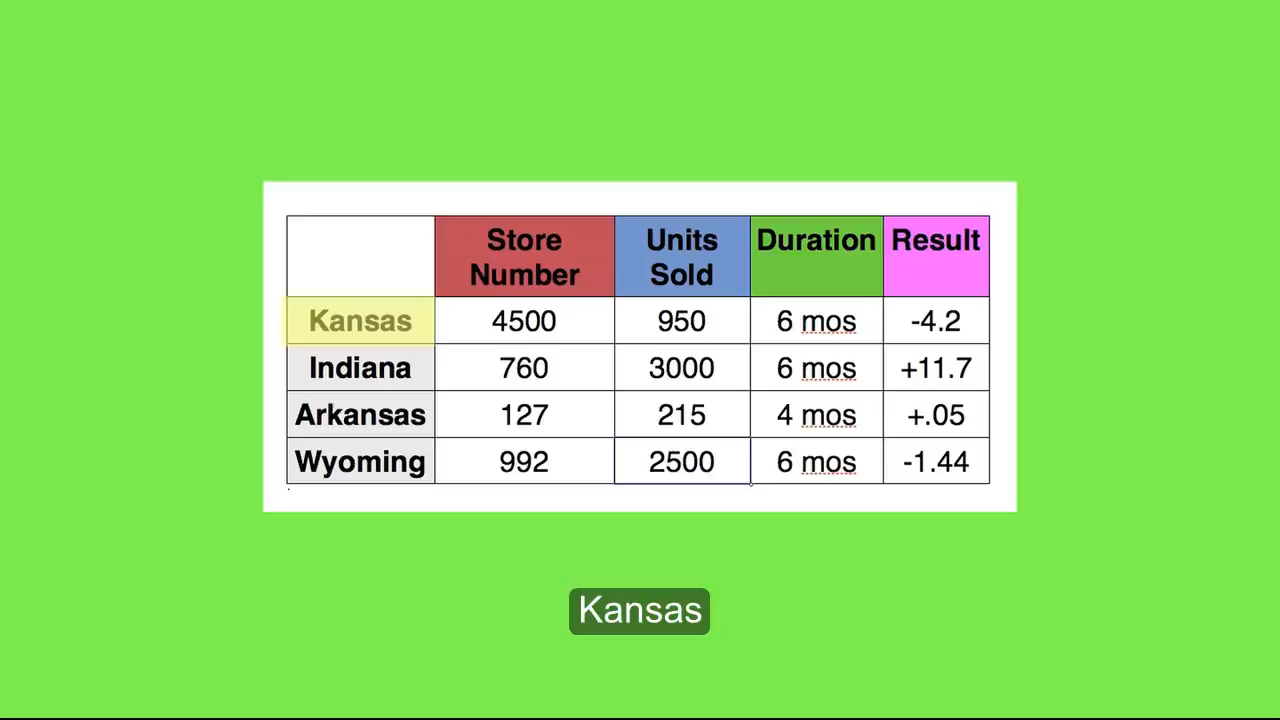 Store Number Units Sold Duration Result
Kansas 4500 950 6 mos -4.2
Indiana 760 3000 6 mos +11.7
Arkansas 127 215 4 mos +.05
Wyoming 992 2500 6 mos -1.44
Kansas